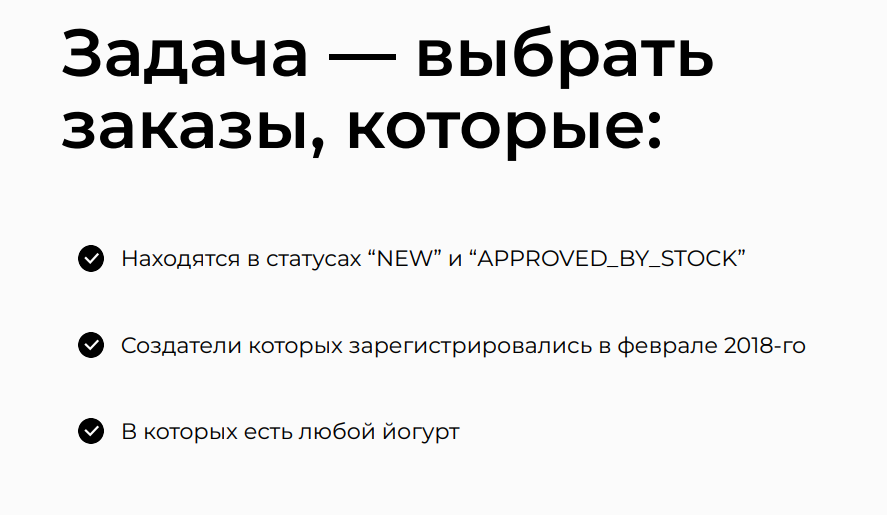 Задача — выбрать
заказы, которые:
Находятся в статусах “NEW” и “APPROVED_BY_STOCK”
Создатели которых зарегистрировались в феврале 2018-го
В которых есть любой йогурт